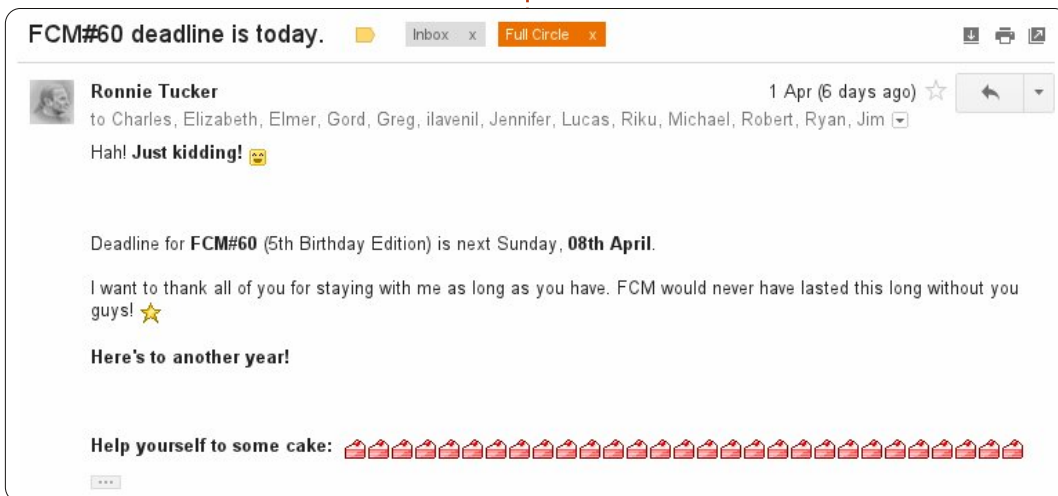 FCM#60 deadline is today. Inbox x Full Circle x
Ronnie Tucker 1 Apr (6 days ago)
to Charles, Elizabeth, Elmer, Gord, Greg, ilavenil, Jennifer, Lucas, Riku, Michael, Robert, Ryan, Jim
Hah! Just kidding!
Deadline for FCM#60 (5th Birthday Edition) is next Sunday, 08th April.
I want to thank all of you for staying with me as long as you have. FCM would never have lasted this long without you
guys!
Here's to another year!
Help yourself to some cake: